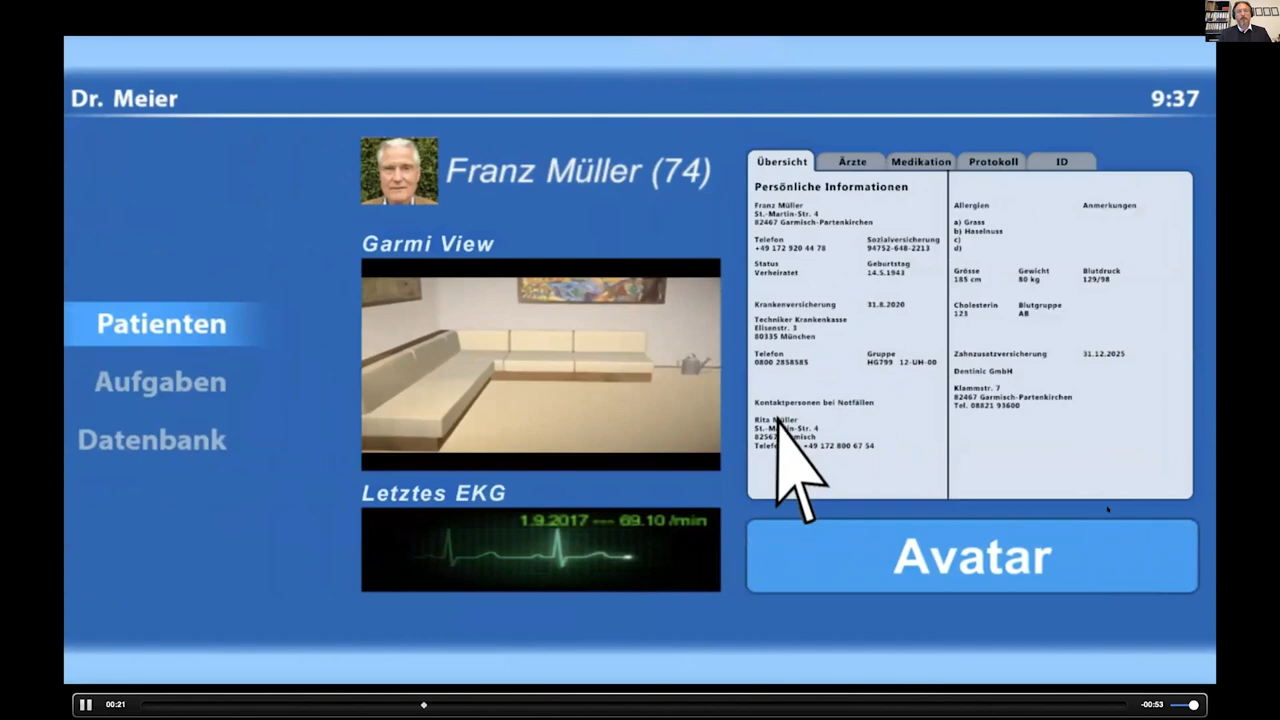 Dr. Meier
9:37
Franz Müller (74)
Garmi View
Patienten
Aufgaben
Datenbank
Letztes EKG
1.9.2017 --- 69.10 /min
Übersicht
Ärzte
Medikation
Protokoll
ID
Persönliche Informationen
Franz Müller
St.-Martin-Str. 4
82467 Garmisch-Partenkirchen
Telefon Sozialversicherung
+49 172 920 44 78 94752-648-2213
Status Geburtstag
Verheiratet 14.5.1943
Krankenversicherung 31.8.2020
Techniker Krankenkasse
Elisenstr. 3
80335 München
Telefon Gruppe
0800 2858585 HG799 12-UH-00
Kontaktpersonen bei Notfällen
Rita Müller
St.-Martin-Str. 4
+49 172 800 67 54
Allergien Anmerkungen
a) Grass
b) Haselnuss
c)
d)
Grösse Gewicht Blutdruck
185 cm 80 kg 129/98
Cholesterin Blutgruppe
123 AB
Zahnzusatzversicherung 31.12.2025
Dentinic GmbH
Klammstr. 7
82467 Garmisch-Partenkirchen
Tel. 08821 93600
Avatar
00:21
-00:53